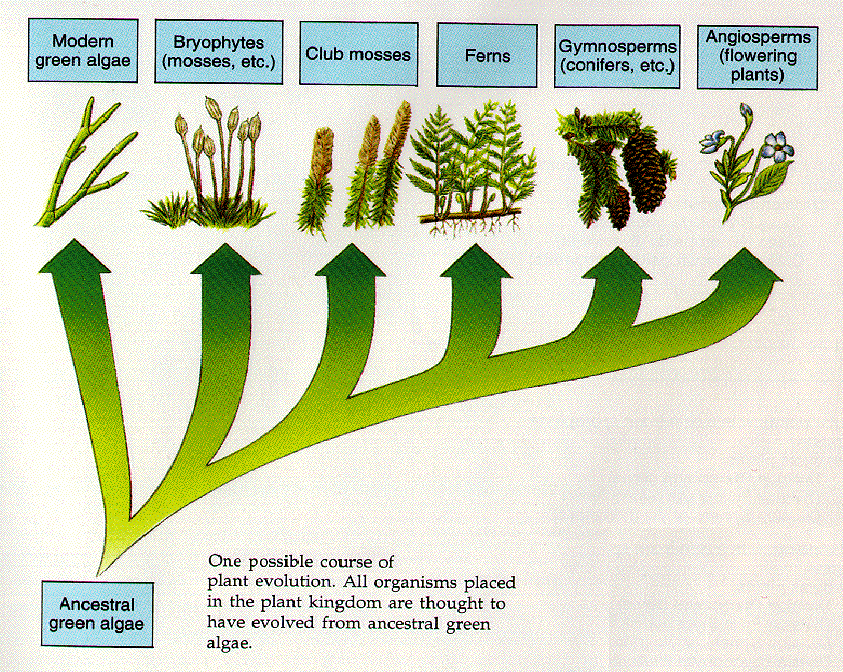 Modern
green algae
Bryophytes
(mosses, etc.)
Club mosses
Ferns
Gymnosperms
(conifers, etc.)
Angiosperms
(flowering
plants)
Ancestral
green algae
One possible course of
plant evolution. All organisms placed
in the plant kingdom are thought to
have evolved from ancestral green
algae.